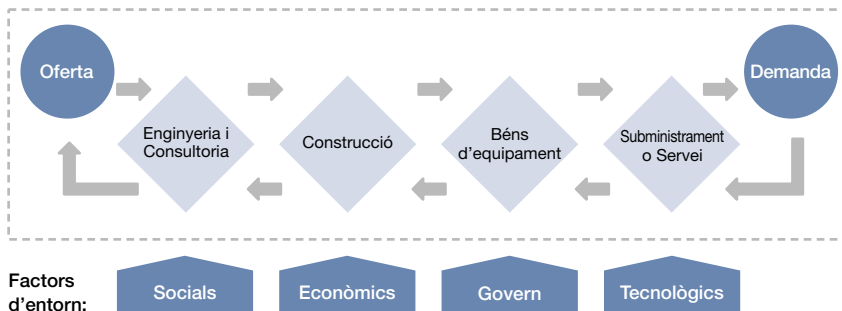 Oferta
Demanda
Enginyeria i
Consultoria
Construcció
Béns
d'equipament
Subministrament
o Servei
Factors
d'entorn:
Socials
Econòmics
Govern
Tecnològics